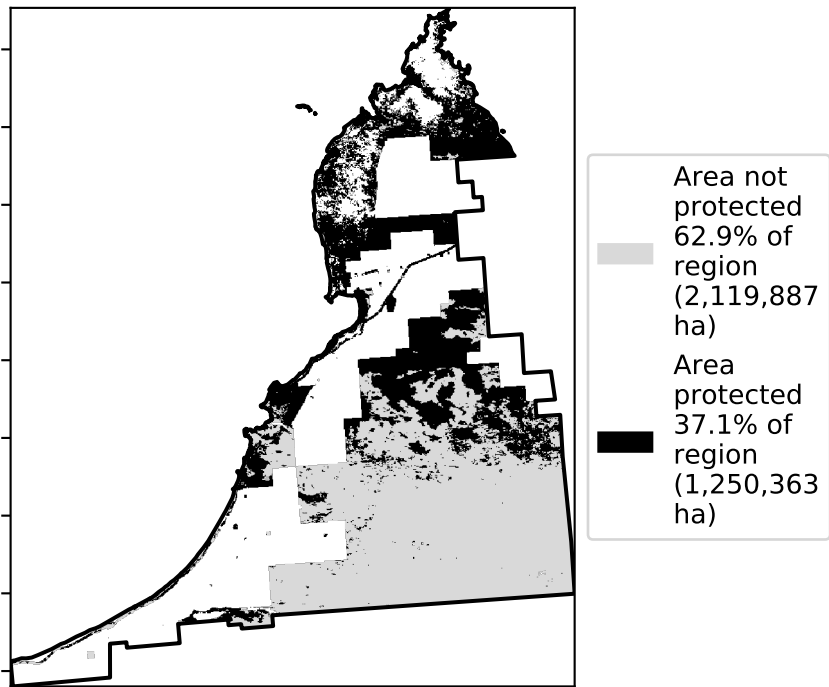 Area not
protected
62.9% of
region
(2,119,887
ha)
Area
protected
37.1% of
region
(1,250,363
ha)